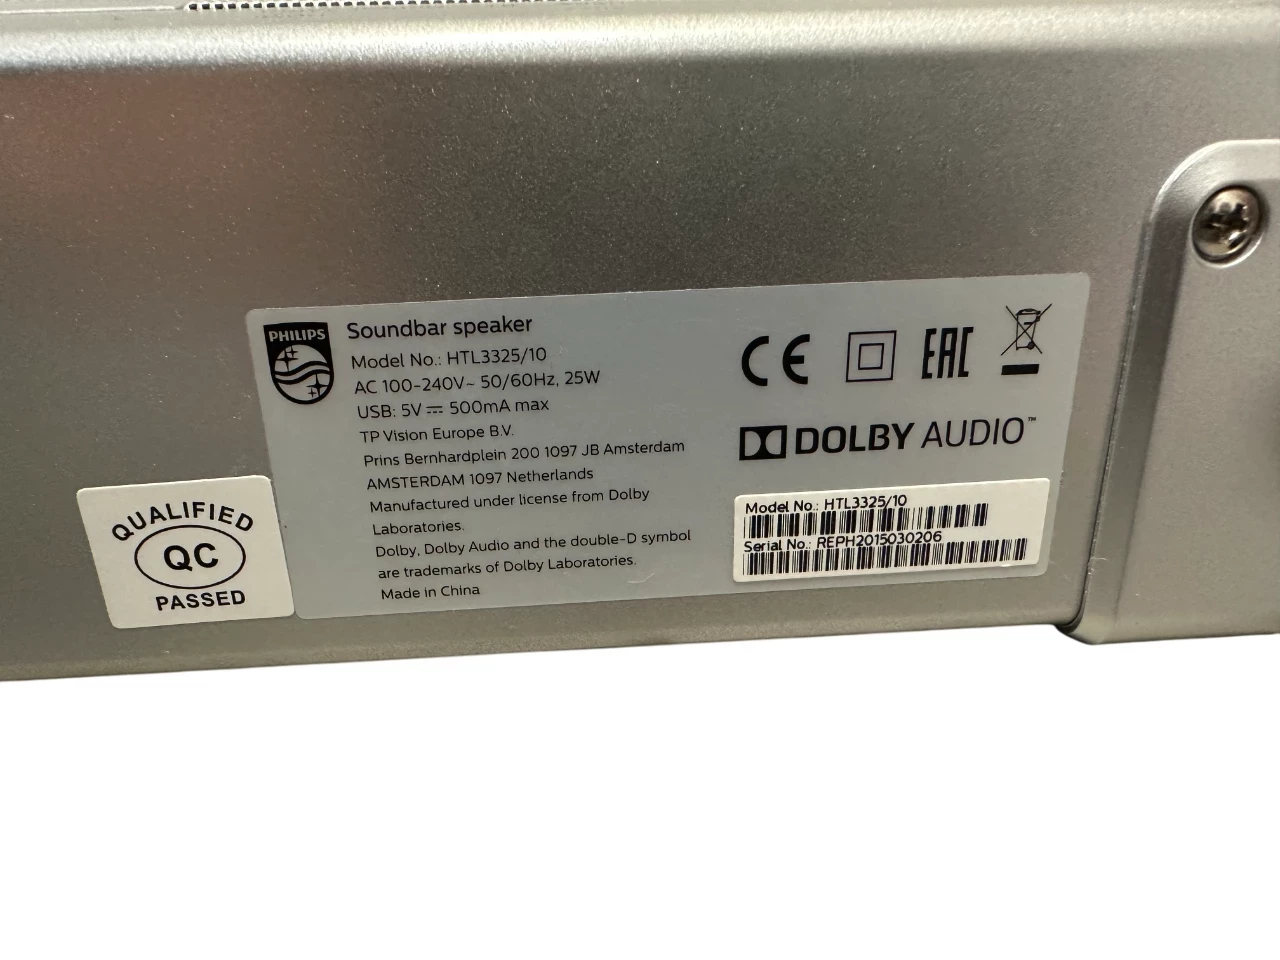 PHILIPS
Soundbar speaker
Model No.: HTL3325/10
AC 100-240V~ 50/60Hz, 25W
USB: 5V ⎓ 500mA max
TP Vision Europe B.V.
Prins Bernhardplein 200 1097 JB Amsterdam
AMSTERDAM 1097 Netherlands
Manufactured under license from Dolby
Laboratories.
Dolby, Dolby Audio and the double-D symbol
are trademarks of Dolby Laboratories.
Made in China
CE
EAC
DOLBY AUDIO™
Model No.: HTL3325/10
Serial No.: REPH2015030206
QUALIFIED
QC
PASSED